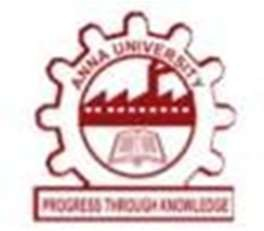 ANNA UNIVERSITY
PROGRESS THROUGH KNOWLEDGE